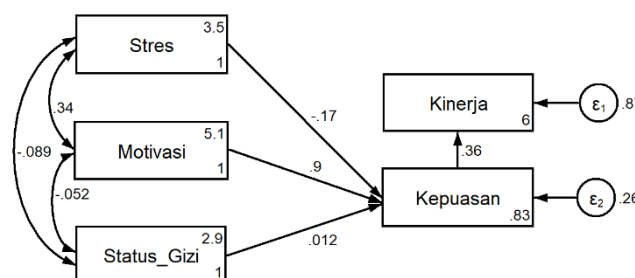 Stres
3.5
1
-.17
.34
-.089
Motivasi
5.1
1
.9
-.052
Status_Gizi
2.9
1
.012
Kinerja
6
ε1
.36
Kepuasan
.83
ε2
.26